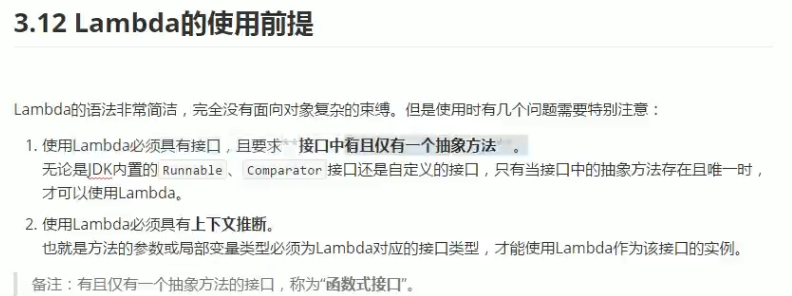 3.12 Lambda的使用前提
Lambda的语法非常简洁，完全没有面向对象复杂的束缚。但是使用时有几个问题需要特别注意：
1. 使用Lambda必须具有接口，且要求 接口中有且仅有一个抽象方法 。
无论是JDK内置的 Runnable 、 Comparator 接口还是自定义的接口，只有当接口中的抽象方法存在且唯一时，
才可以使用Lambda。
2. 使用Lambda必须具有上下文推断。
也就是方法的参数或局部变量类型必须为Lambda对应的接口类型，才能使用Lambda作为该接口的实例。
备注：有且仅有一个抽象方法的接口，称为“函数式接口”。